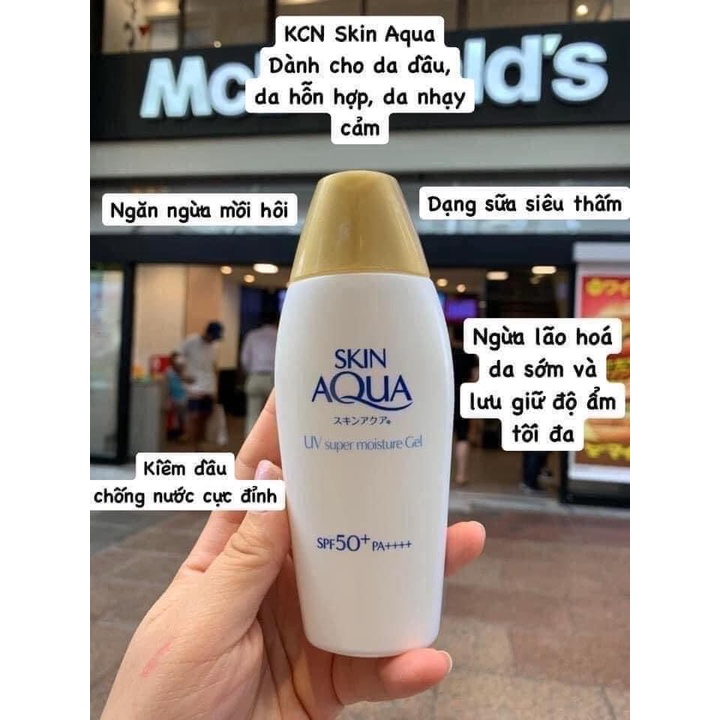 KCN Skin Aqua
Dành cho da dầu,
da hỗn hợp, da nhạy
cảm
Mc ld's
Ngăn ngừa mồi hôi
Dạng sữa siêu thấm
SKIN
AQUA
スキンアクア®
UV super moisture Gel
SPF50+ PA++++
Ngừa lão hoá
da sớm và
lưu giữ độ ẩm
tối đa
Kiềm dầu
chống nước cực đỉnh